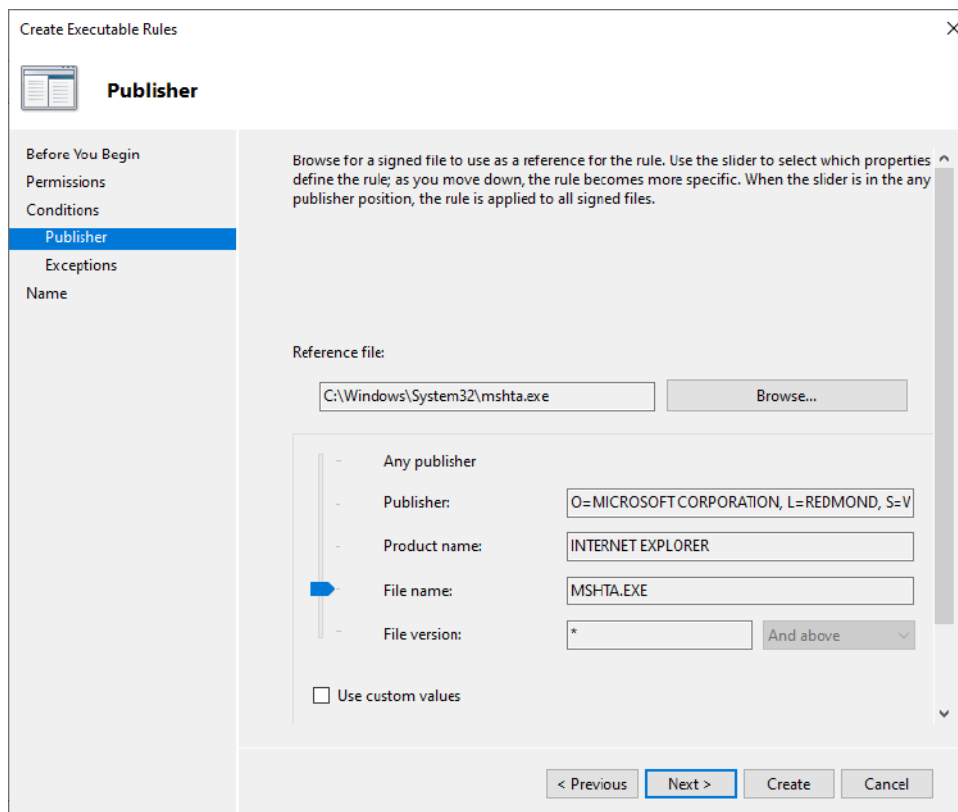 Create Executable Rules
Publisher
Before You Begin
Permissions
Conditions
Publisher
Exceptions
Name
Browse for a signed file to use as a reference for the rule. Use the slider to select which properties
define the rule; as you move down, the rule becomes more specific. When the slider is in the any
publisher position, the rule is applied to all signed files.
Reference file:
C:\Windows\System32\mshta.exe
Browse...
Any publisher
Publisher: O=MICROSOFT CORPORATION, L=REDMOND, S=
Product name: INTERNET EXPLORER
File name: MSHTA.EXE
File version: * And above
Use custom values
< Previous Next > Create Cancel